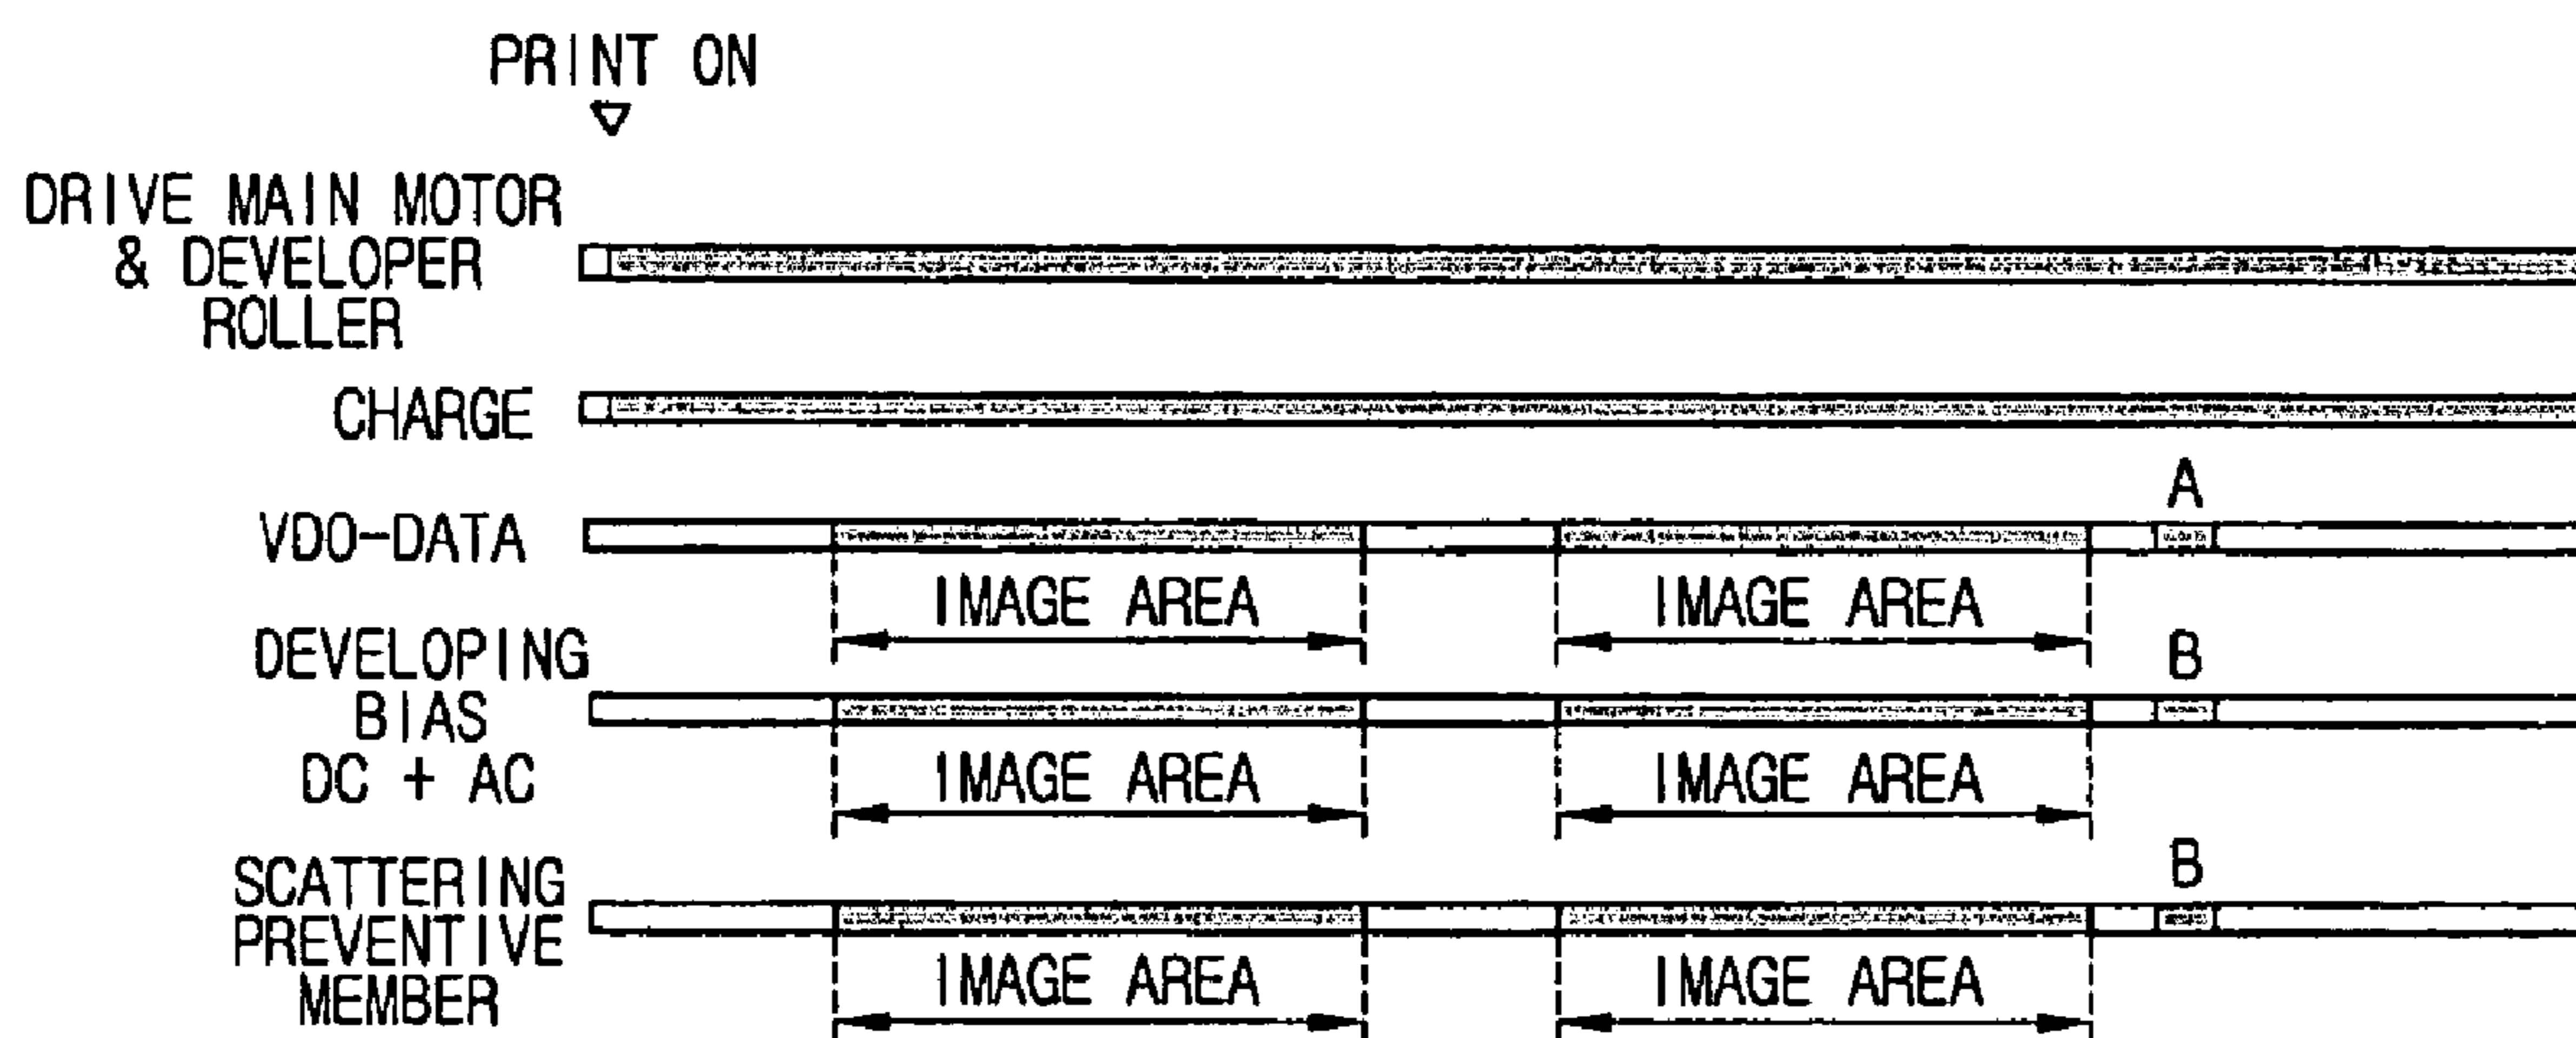 PRINT ON
DRIVE MAIN MOTOR
& DEVELOPER
ROLLER
CHARGE
A
VDO-DATA
IMAGE AREA
IMAGE AREA
B
DEVELOPING
BIAS
DC + AC
IMAGE AREA
IMAGE AREA
B
SCATTERING
PREVENTIVE
MEMBER
IMAGE AREA
IMAGE AREA